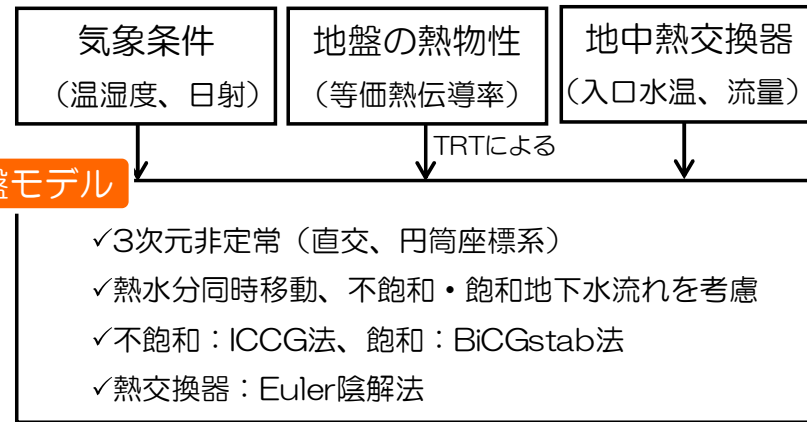 気象条件
（温湿度、日射）
地盤の熱物性
（等価熱伝導率）
地中熱交換器
（入口水温、流量）
TRTによる
盤モデル
✓3次元非定常（直交、円筒座標系）
✓熱水分同時移動、不飽和・飽和地下水流れを考慮
✓不飽和：ICCG法、飽和：BiCGstab法
✓熱交換器：Euler陰解法